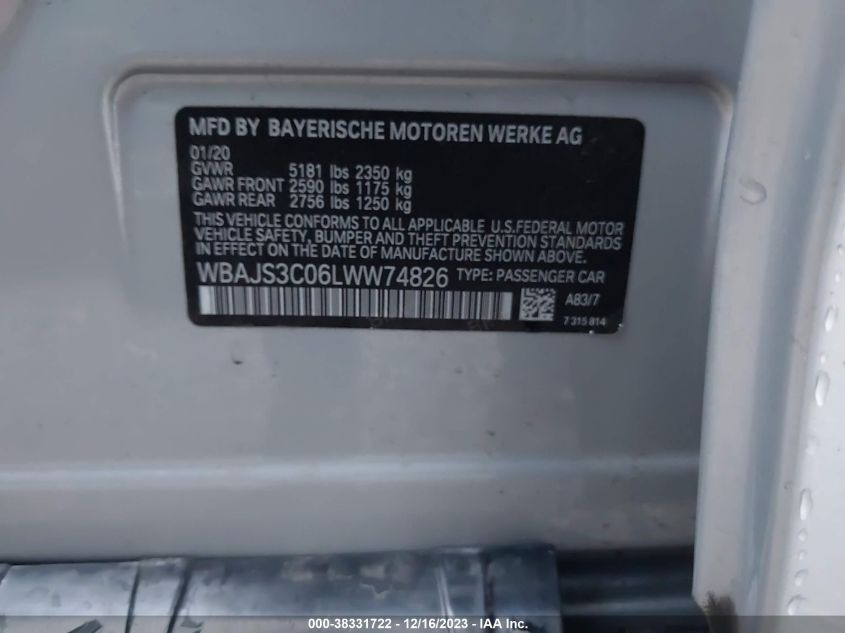 MFD BY BAYERISCHE MOTOREN WERKE AG
01/20
GVWR 5181 lbs 2350 kg
GAWR FRONT 2590 lbs 1175 kg
GAWR REAR 2756 lbs 1250 kg
THIS VEHICLE CONFORMS TO ALL APPLICABLE U.S.FEDERAL MOTOR
VEHICLE SAFETY, BUMPER AND THEFT PREVENTION STANDARDS
IN EFFECT ON THE DATE OF MANUFACTURE SHOWN ABOVE.
WBAJS3C06LWW74826 TYPE: PASSENGER CAR
A83/7
7 315 814
000-38331722 - 12/16/2023 - IAA Inc.